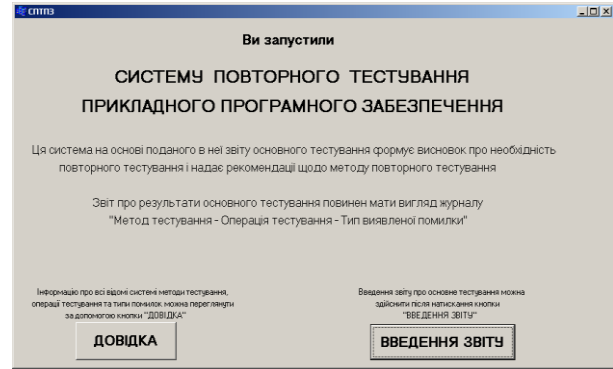 СПТПЗ
Ви запустили
СИСТЕМУ ПОВТОРНОГО ТЕСТУВАННЯ
ПРИКЛАДНОГО ПРОГРАМНОГО ЗАБЕЗПЕЧЕННЯ
Ця система на основі поданого в неї звіту основного тестування формує висновок про необхідність
повторного тестування і надає рекомендації щодо методу повторного тестування
Звіт про результати основного тестування повинен мати вигляд журналу
"Метод тестування - Операція тестування - Тип виявленої помилки"
Інформацію про всі відомі системі методи тестування,
операції тестування та типи помилок можна переглянути
за допомогою кнопки "ДОВІДКА"
ДОВІДКА
Введення звіту про основне тестування можна
здійснити після натискання кнопки
"ВВЕДЕННЯ ЗВІТУ"
ВВЕДЕННЯ ЗВІТУ